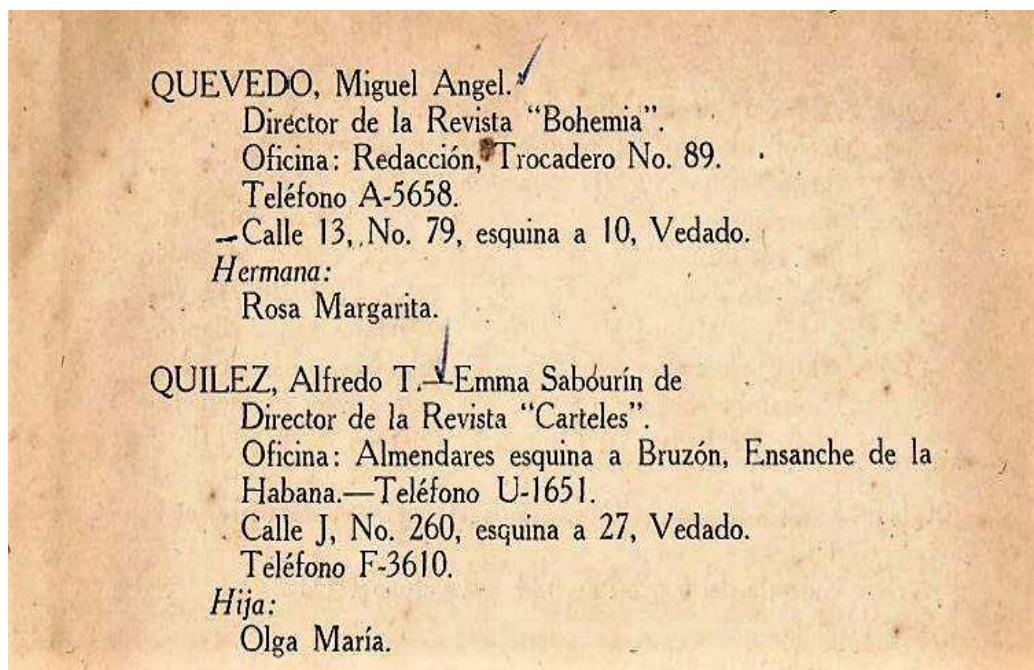 QUEVEDO, Miguel Angel.
Director de la Revista “Bohemia”.
Oficina: Redacción, Trocadero No. 89.
Teléfono A-5658.
Calle 13, No. 79, esquina a 10, Vedado.
Hermana:
Rosa Margarita.
QUILEZ, Alfredo T.—Emma Sabourín de
Director de la Revista “Carteles”.
Oficina: Almendares esquina a Bruzón, Ensanche de la
Habana.—Teléfono U-1651.
Calle J, No. 260, esquina a 27, Vedado.
Teléfono F-3610.
Hija:
Olga María.